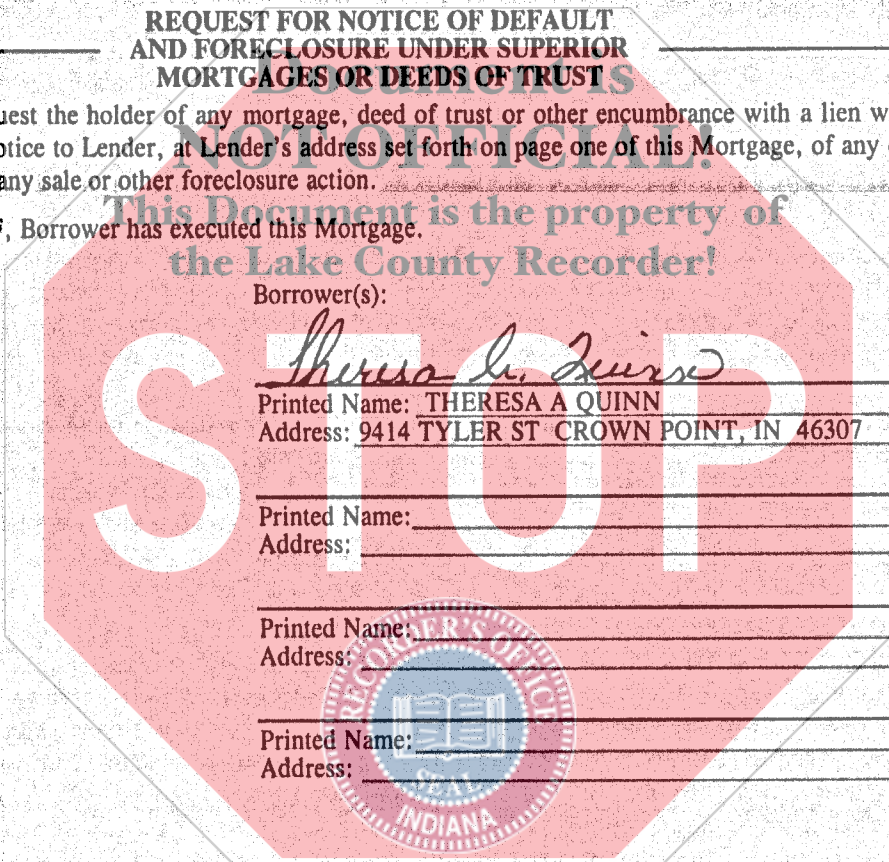 REQUEST FOR NOTICE OF DEFAULT
AND FORECLOSURE UNDER SUPERIOR
MORTGAGES OR DEEDS OF TRUST
Document is
uest the holder of any mortgage, deed of trust or other encumbrance with a lien w
NOT OFFICIAL!
otice to Lender, at Lender's address set forth on page one of this Mortgage, of any
any sale or other foreclosure action.
This Document is the property of
, Borrower has executed this Mortgage.
the Lake County Recorder!
Borrower(s):
Theresa A. Quinn
Printed Name: THERESA A QUINN
Address: 9414 TYLER ST CROWN POINT, IN 46307
STOP
Printed Name:
Address:
Printed Name:
Address:
RECORDER'S OFFICE
Printed Name:
Address:
SEAL
INDIANA